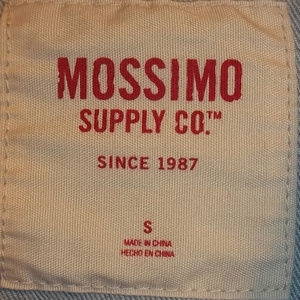 MOSSIMO
SUPPLY CO.™
SINCE 1987
S
MADE IN CHINA
HECHO EN CHINA